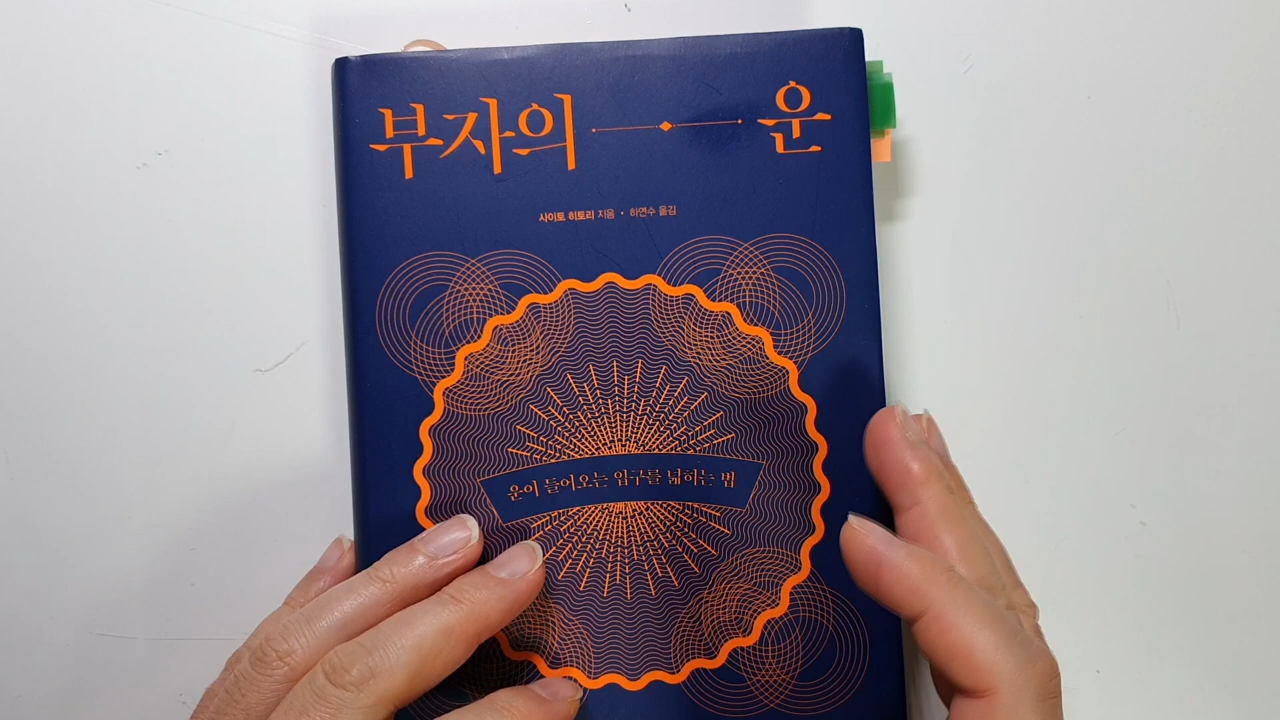 부자의 운
사이토 히토리 지음 • 하연수 옮김
운이 들어오는 입구를 넓히는 법